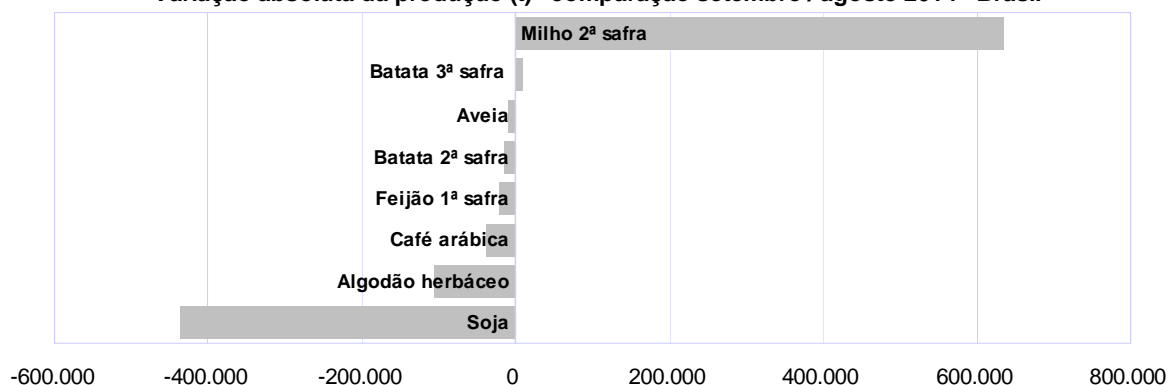 Variação absoluta da produção (t) - comparação setembro / agosto 2014 - Brasil
Milho 2ª safra
Batata 3ª safra
Aveia
Batata 2ª safra
Feijão 1ª safra
Café arábica
Algodão herbáceo
Soja
-600.000 -400.000 -200.000 0 200.000 400.000 600.000 800.000